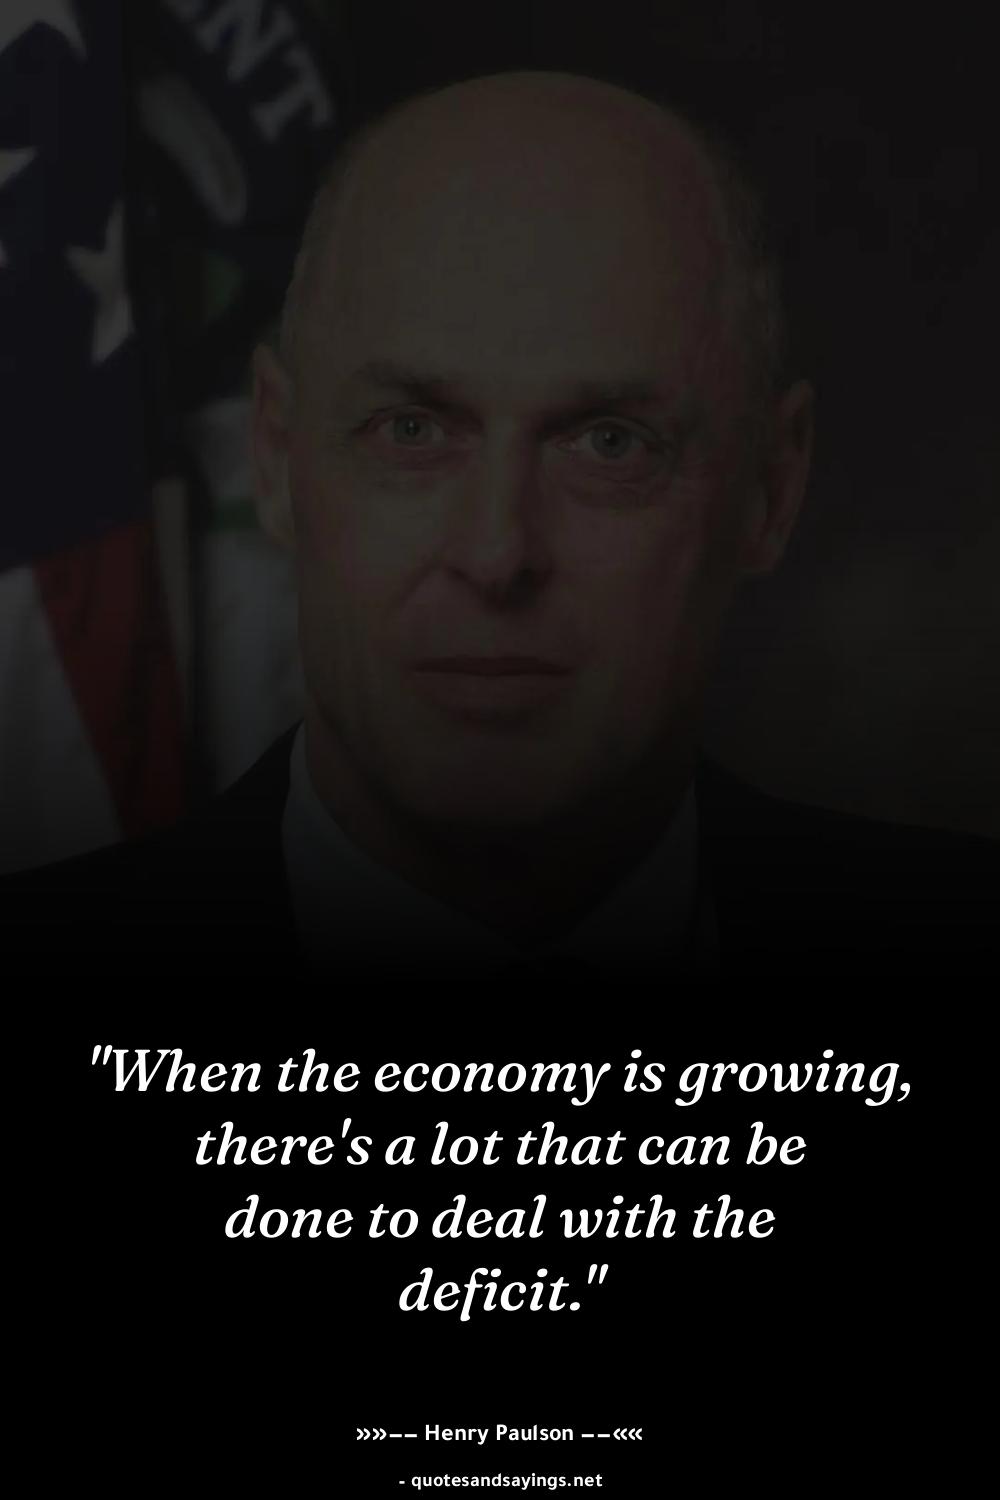 NT
"When the economy is growing,
there's a lot that can be
done to deal with the
deficit."
»»–– Henry Paulson ––««
- quotesandsayings.net